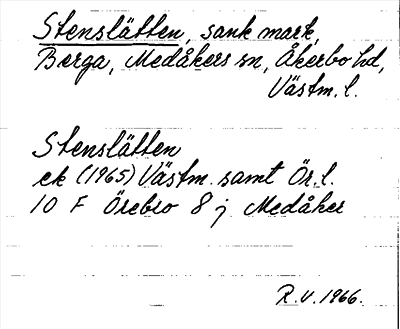 Stenslätten, sank mark,
Berga, Medåkers sn, Åkerbo hd,
Västm. l.
Stenslätten
ek (1965) Västm. samt Ör. l.
10 F Örebro 8 j Medåker
R.V. 1966.